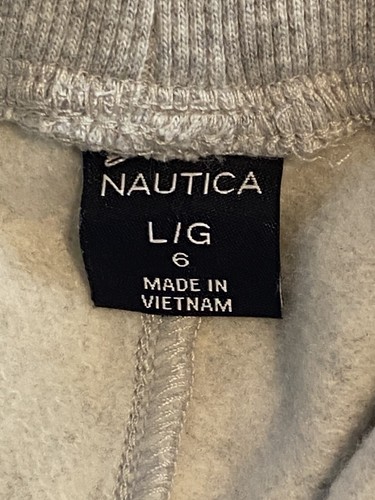 NAUTICA
L/G
6
MADE IN
VIETNAM